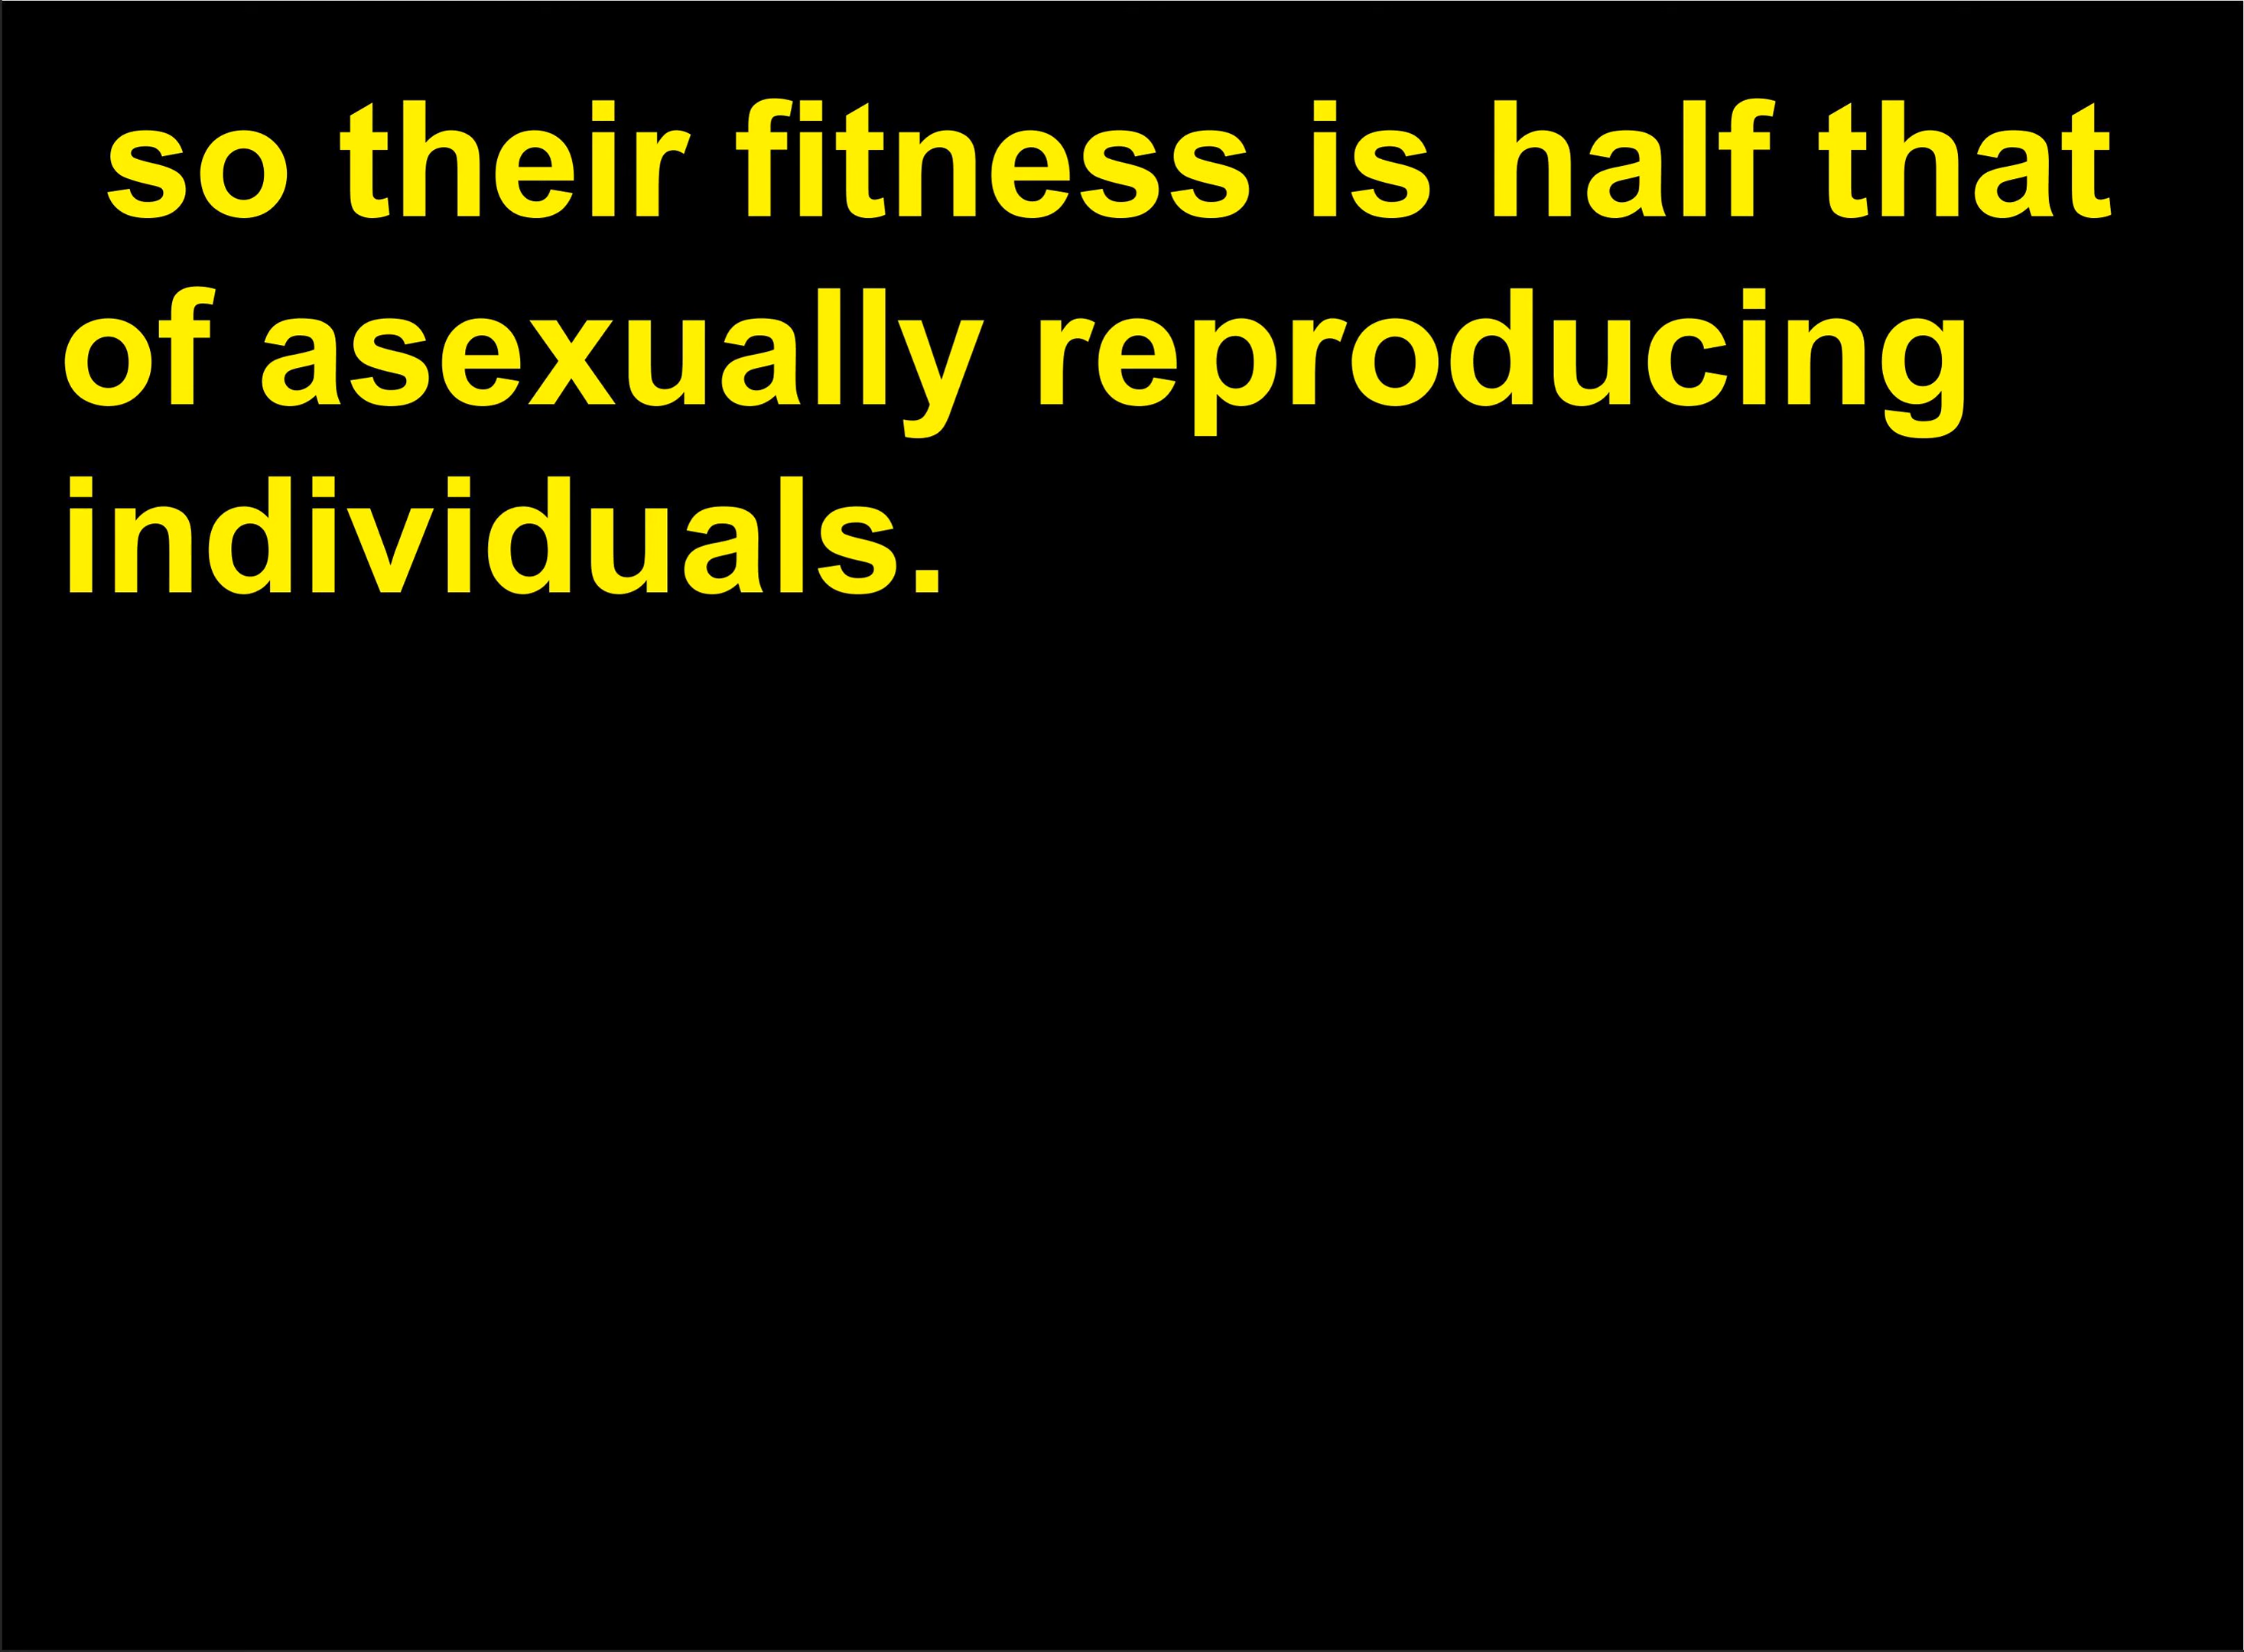 so their fitness is half that
of asexually reproducing
individuals.